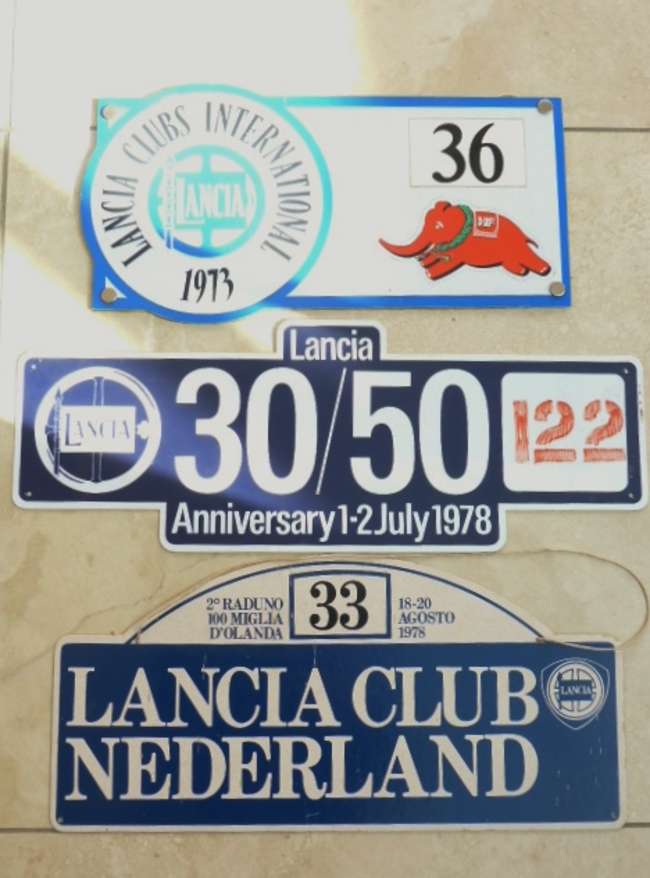 LANCIA CLUBS INTERNATIONAL
LANCIA
1973
36
HF
Lancia
LANCIA
30/50
122
Anniversary 1-2 July 1978
2° RADUNO
100 MIGLIA
D'OLANDA
33
18-20
AGOSTO
1978
LANCIA CLUB
LANCIA
NEDERLAND